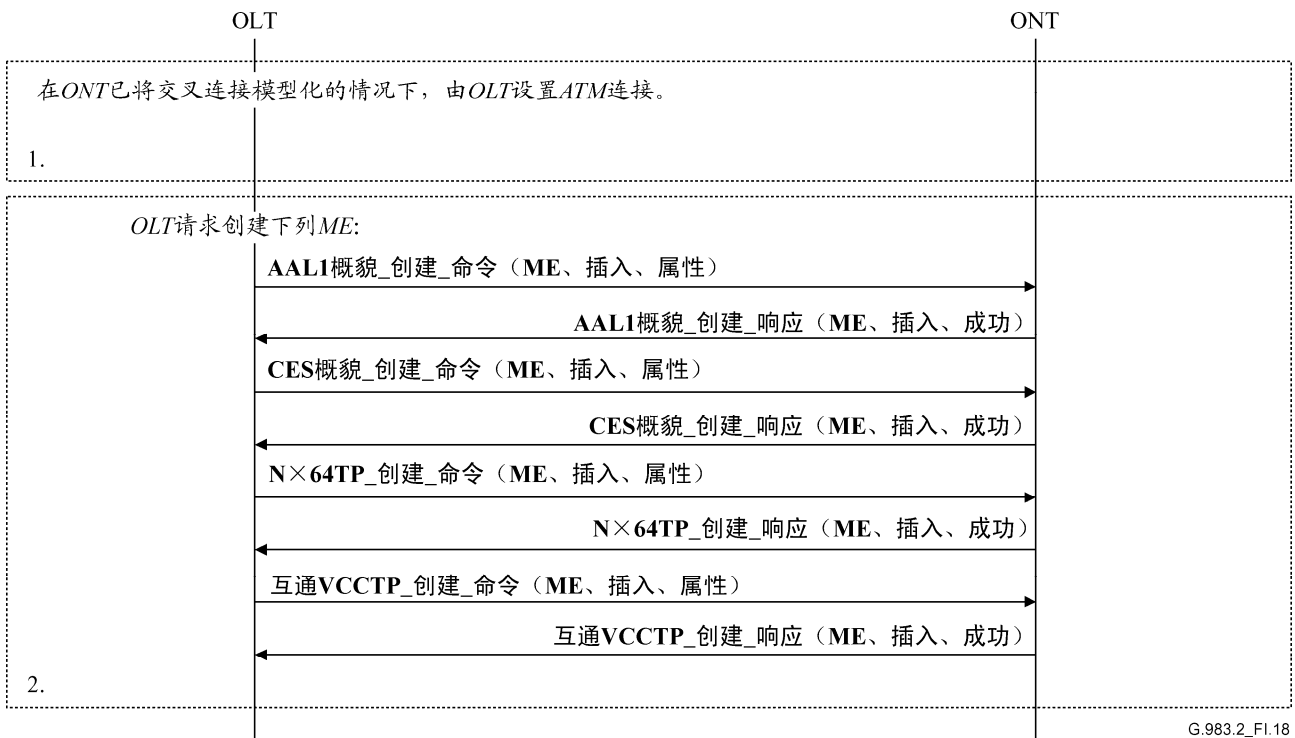 OLT
ONT
在ONT已将交叉连接模型化的情况下，由OLT设置ATM连接。
1.
OLT请求创建下列ME:
AAL1概貌_创建_命令（ME、插入、属性）
AAL1概貌_创建_响应（ME、插入、成功）
CES概貌_创建_命令（ME、插入、属性）
CES概貌_创建_响应（ME、插入、成功）
N×64TP_创建_命令（ME、插入、属性）
N×64TP_创建_响应（ME、插入、成功）
互通VCCTP_创建_命令（ME、插入、属性）
互通VCCTP_创建_响应（ME、插入、成功）
2.
G.983.2_FI.18